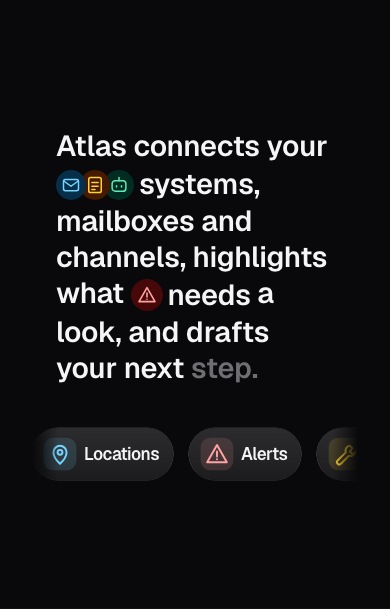 Atlas connects your
systems,
mailboxes and
channels, highlights
what needs a
look, and drafts
your next step.
Locations
Alerts